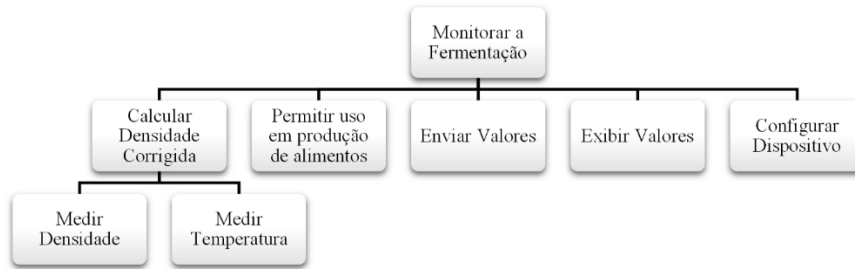 Monitorar a
Fermentação
Calcular
Densidade
Corrigida
Permitir uso
em produção
de alimentos
Enviar Valores
Exibir Valores
Configurar
Dispositivo
Medir
Densidade
Medir
Temperatura